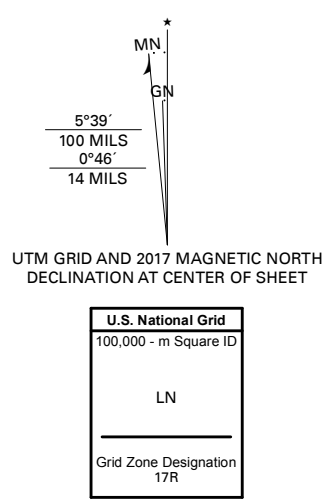 ★
MN
GN
5°39´
100 MILS
0°46´
14 MILS
UTM GRID AND 2017 MAGNETIC NORTH
DECLINATION AT CENTER OF SHEET
U.S. National Grid
100,000 - m Square ID
LN
Grid Zone Designation
17R